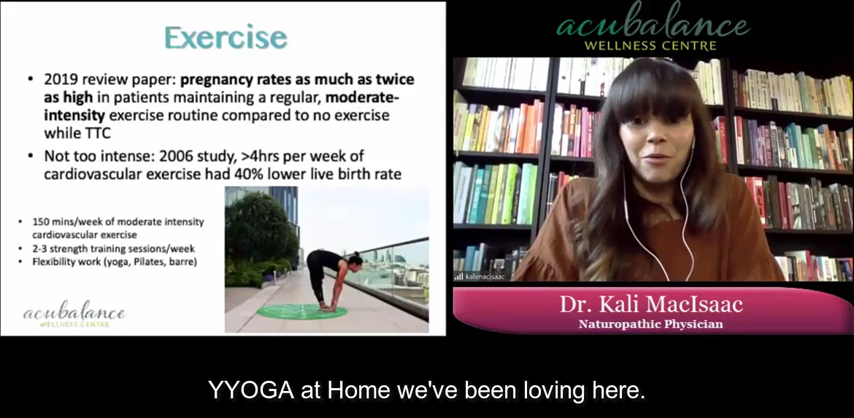 Exercise
• 2019 review paper: pregnancy rates as much as twice
as high in patients maintaining a regular, moderate-
intensity exercise routine compared to no exercise
while TTC
• Not too intense: 2006 study, >4hrs per week of
cardiovascular exercise had 40% lower live birth rate
• 150 mins/week of moderate intensity
cardiovascular exercise
• 2-3 strength training sessions/week
• Flexibility work (yoga, Pilates, barre)
acubalance
WELLNESS CENTRE
acubalance
WELLNESS CENTRE
kalimacisaac
Dr. Kali MacIsaac
Naturopathic Physician
YYOGA at Home we've been loving here.